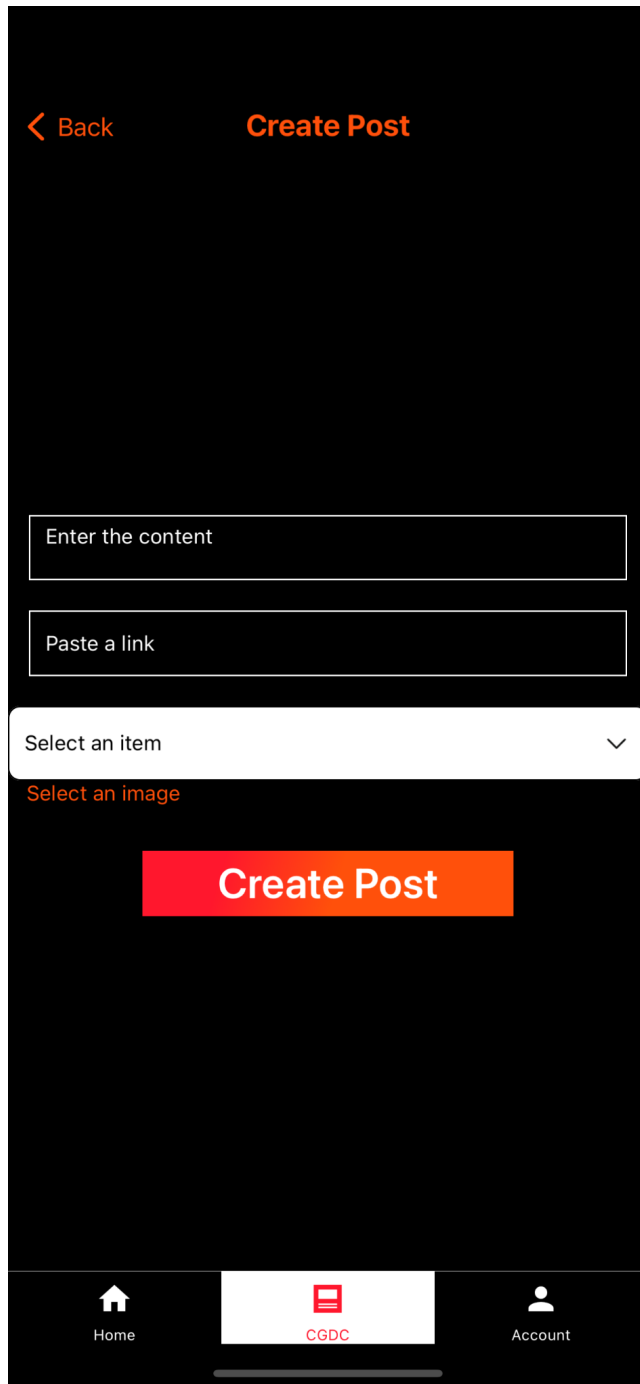 Back
Create Post
Enter the content
Paste a link
Select an item
Select an image
Create Post
Home
CGDC
Account